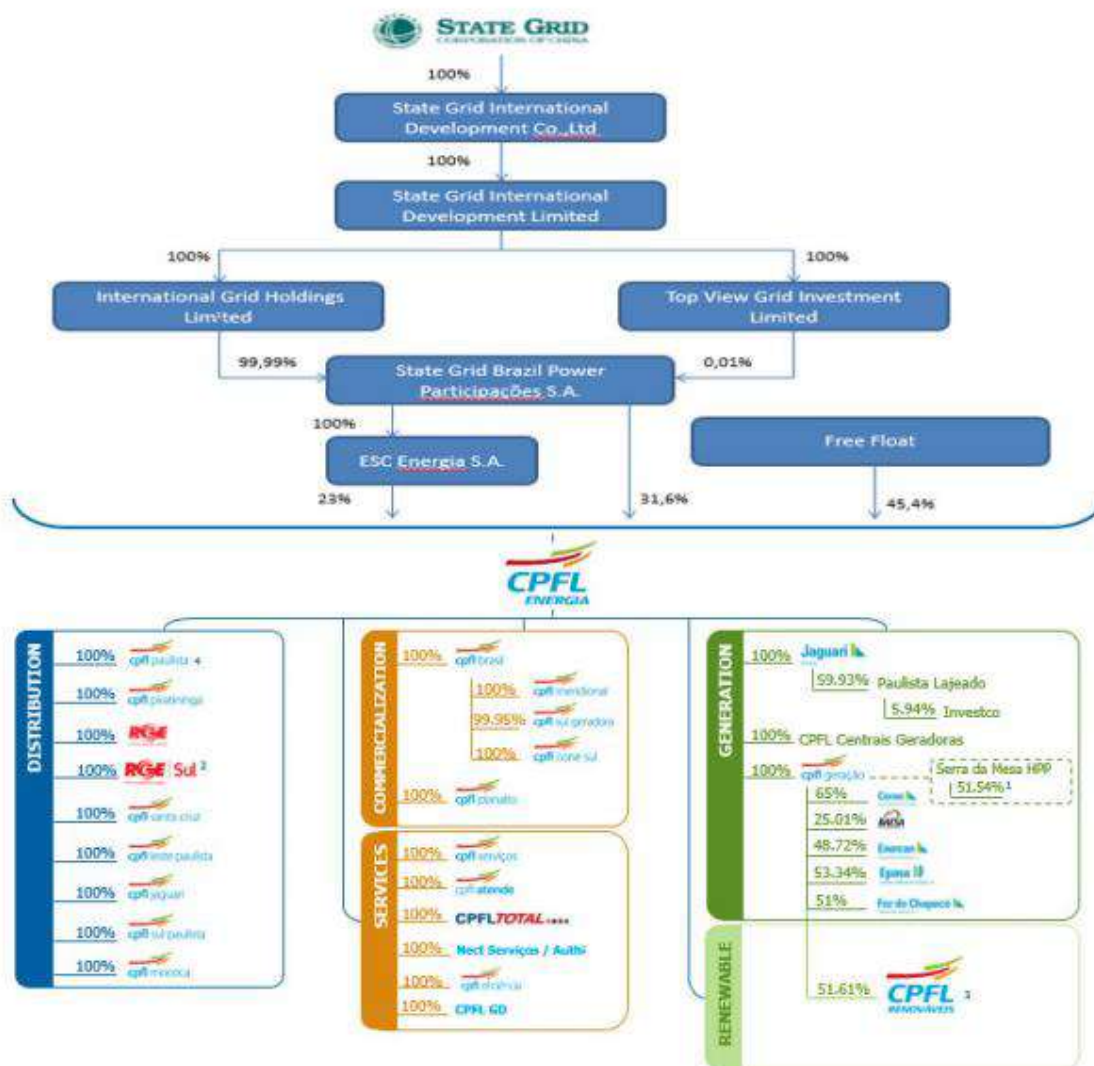 STATE GRID
CORPORATION OF CHINA
100%
State Grid International
Development Co.,Ltd
100%
State Grid International
Development Limited
100%
100%
International Grid Holdings
Limited
Top View Grid Investment
Limited
99,99%
0,01%
State Grid Brazil Power
Participações S.A.
100%
ESC Energia S.A.
Free Float
23%
31,6%
45,4%
CPFL
ENERGIA
DISTRIBUTION
100% cpfl paulista 4
100% cpfl piratininga
100% RGE
100% RGE Sul 2
100% cpfl santa cruz
100% cpfl leste paulista
100% cpfl jaguari
100% cpfl sul paulista
100% cpfl mococa
COMMERCIALIZATION
100% cpfl brasil
100% cpfl meridional
99.95% cpfl sul geradora
100% cpfl cone sul
100% cpfl planalto
SERVICES
100% cpfl serviços
100% cpfl atende
100% CPFL TOTAL
100% Nect Serviços / Authi
100% cpfl eficiência
100% CPFL GD
GENERATION
100% Jaguari
59.93% Paulista Lajeado
5.94% Investco
100% CPFL Centrais Geradoras
100% cpfl geração
Serra da Mesa HPP
51.54% 1
65% Ceran
25.01% BAESA
48.72% Enercan
53.34% Epasa
51% Foz do Chapecó
RENEWABLE
51.61% CPFL
RENOVÁVEIS